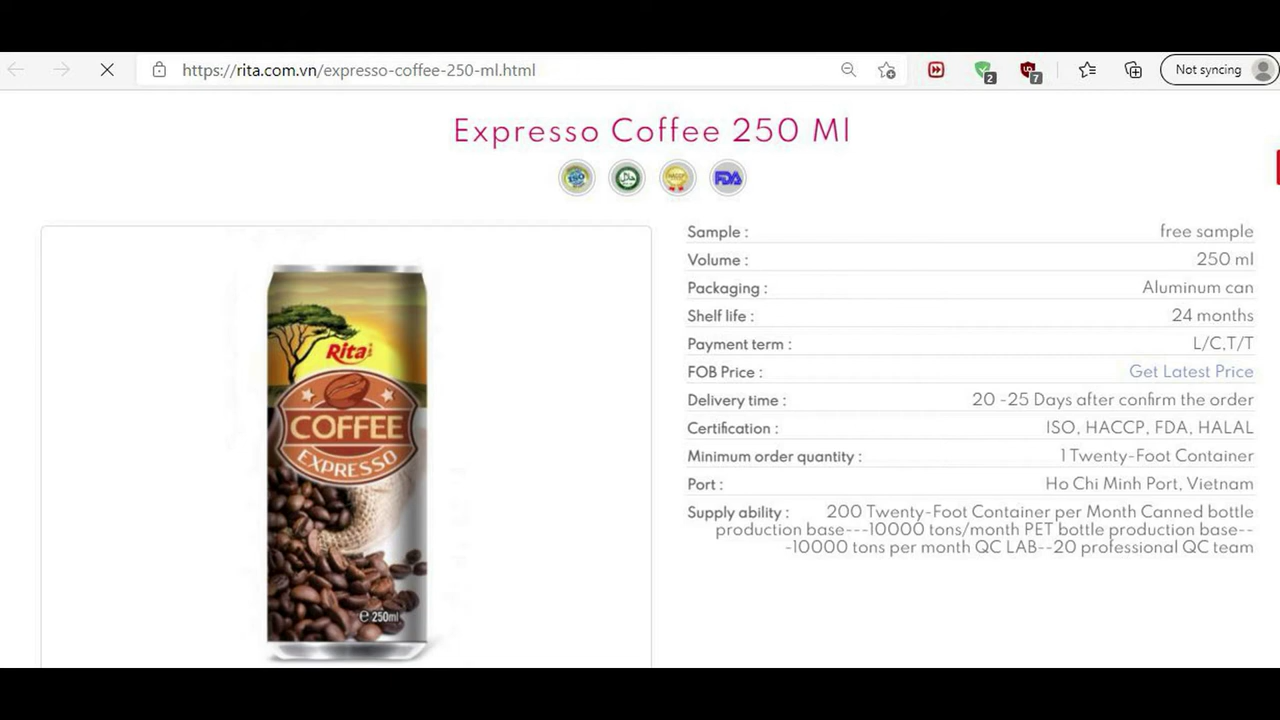 https://rita.com.vn/expresso-coffee-250-ml.html
2
7
Not syncing
Expresso Coffee 250 Ml
ISO
HACCP
FDA
Sample : free sample
Volume : 250 ml
Packaging : Aluminum can
Shelf life : 24 months
Payment term : L/C,T/T
FOB Price : Get Latest Price
Delivery time : 20 -25 Days after confirm the order
Certification : ISO, HACCP, FDA, HALAL
Minimum order quantity : 1 Twenty-Foot Container
Port : Ho Chi Minh Port, Vietnam
Supply ability : 200 Twenty-Foot Container per Month Canned bottle
production base---10000 tons/month PET bottle production base--
-10000 tons per month QC LAB--20 professional QC team
Rita
COFFEE
EXPRESSO
e 250ml